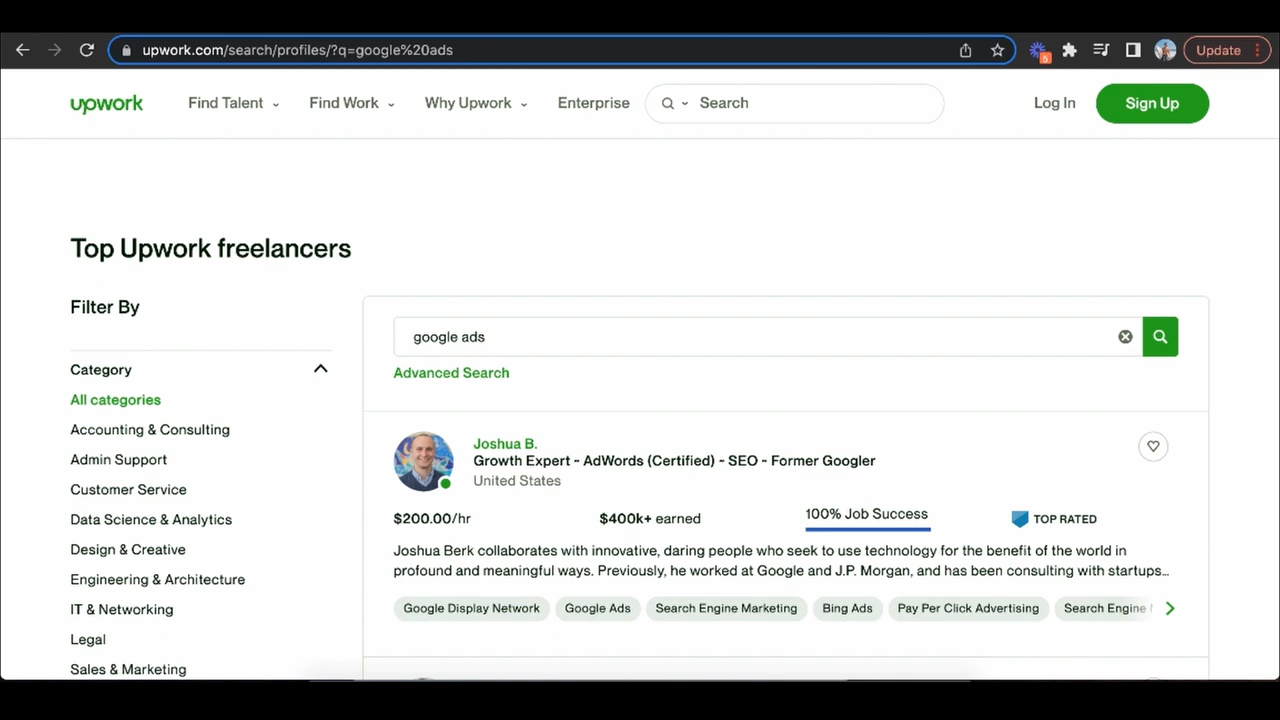 upwork.com/search/profiles/?q=google%20ads
5
Update
upwork
Find Talent
Find Work
Why Upwork
Enterprise
Search
Log In
Sign Up
Top Upwork freelancers
Filter By
Category
All categories
Accounting & Consulting
Admin Support
Customer Service
Data Science & Analytics
Design & Creative
Engineering & Architecture
IT & Networking
Legal
Sales & Marketing
google ads
Advanced Search
Joshua B.
Growth Expert ~ AdWords (Certified) ~ SEO ~ Former Googler
United States
$200.00/hr
$400k+ earned
100% Job Success
TOP RATED
Joshua Berk collaborates with innovative, daring people who seek to use technology for the benefit of the world in
profound and meaningful ways. Previously, he worked at Google and J.P. Morgan, and has been consulting with startups...
Google Display Network
Google Ads
Search Engine Marketing
Bing Ads
Pay Per Click Advertising
Search Engine